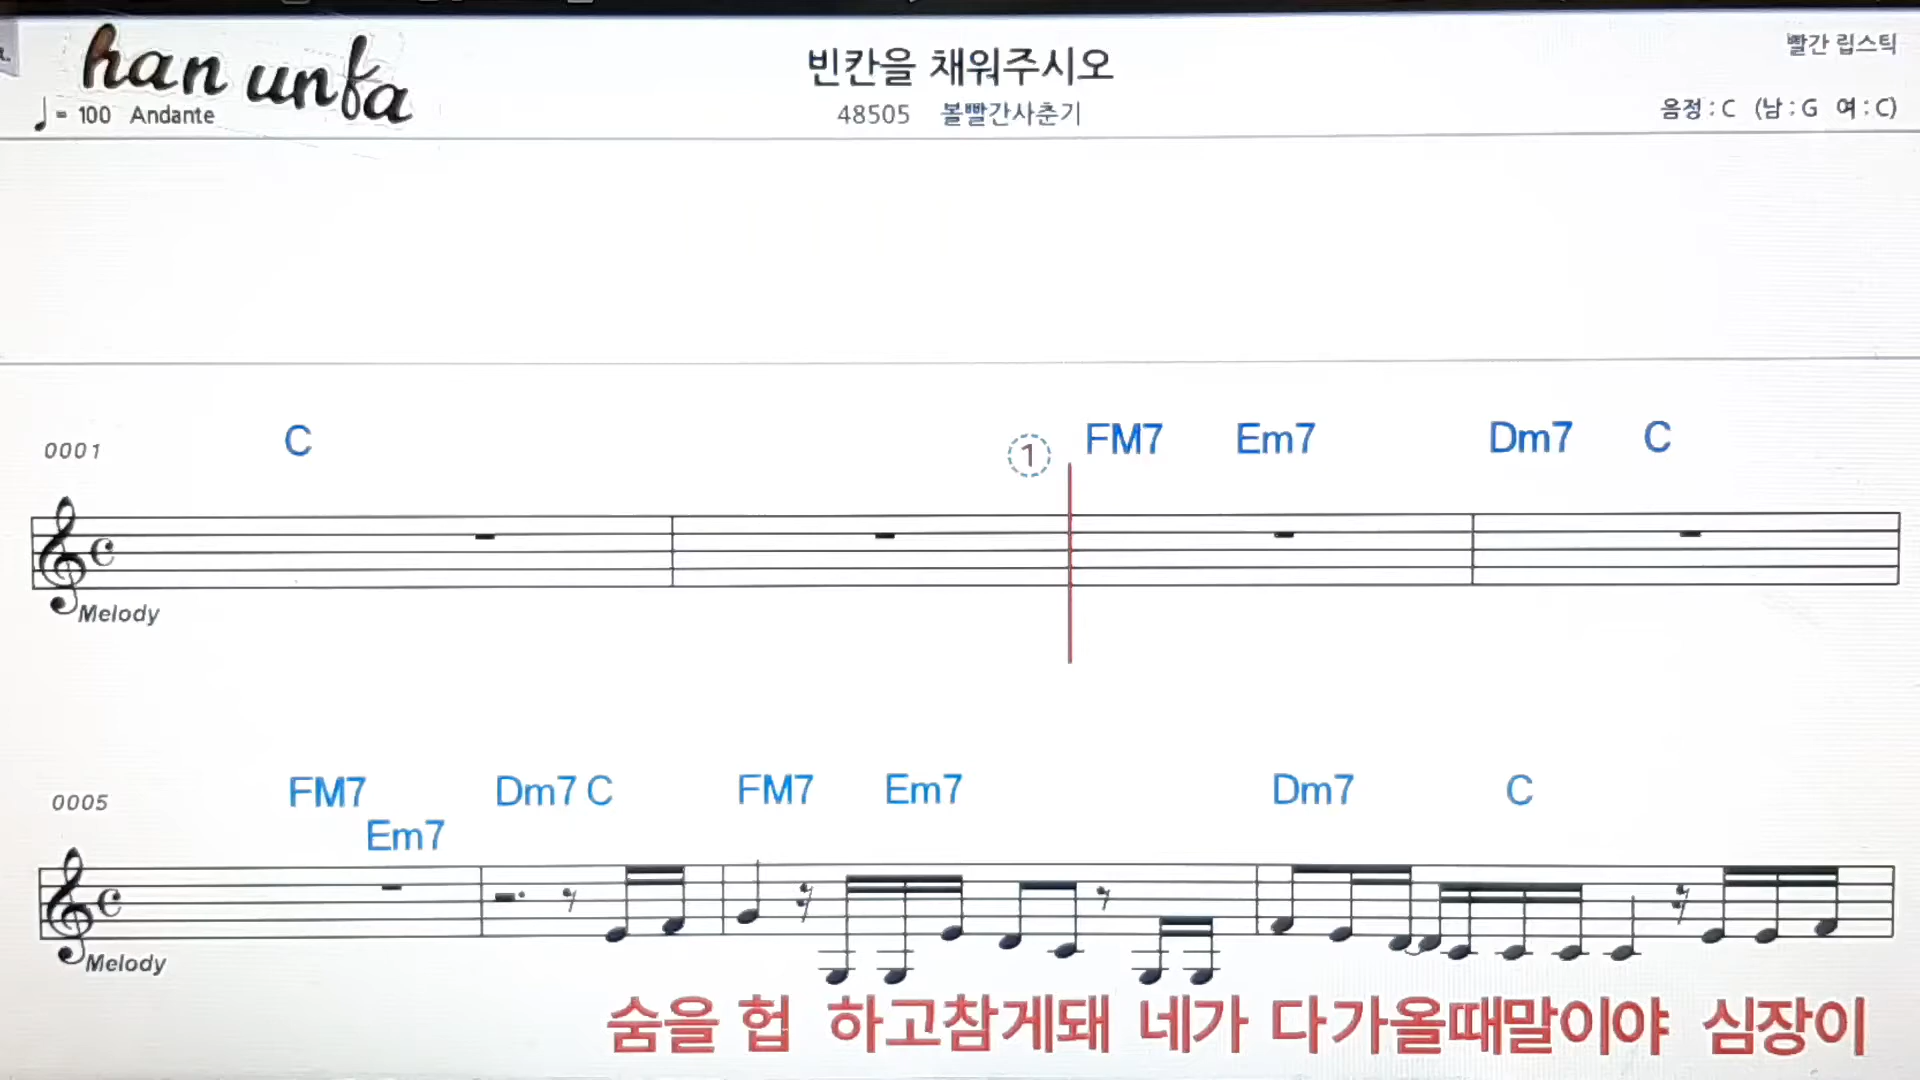 han unfa
빈칸을 채워주시오
빨간 립스틱
♩= 100 Andante
48505 볼빨간사춘기
음정 : C (남 : G 여 : C)
0001
C
1
FM7 Em7 Dm7 C
Melody
0005
FM7 Em7 Dm7 C FM7 Em7 Dm7 C
Melody
숨을 헙 하고참게돼 네가 다가올때말이야 심장이